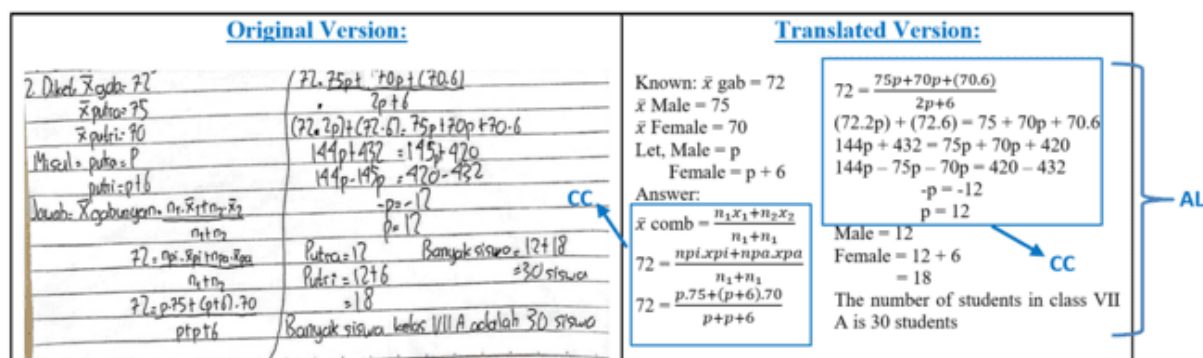 Original Version:
2. Diket: x̄ gab = 72
x̄ putra = 75
x̄ putri = 70
Misal = putra = P
putri = p+6
Jawab = x̄ gabungan = n₁.x̄₁+n₂.x̄₂
n₁+n₂
72 = npi.x̄pi+npa.x̄pa
n₁+n₂
72 = p.75+(p+6).70
p+p+6
(72 = 75p+ 70p+(70.6)
2p+6
(72.2p)+(72.6) = 75p+70p+70.6
144p+432 = 145p+420
144p-145p = 420-432
-p = -12
p = 12
Putra = 12 Banyak siswa = 12+18
Putri = 12+6 = 30 siswa
= 18
Banyak siswa kelas VII A adalah 30 siswa
Translated Version:
Known: x̄ gab = 72
x̄ Male = 75
x̄ Female = 70
Let, Male = p
Female = p + 6
Answer:
CC
x̄ comb = n₁x₁+n₂x₂
n₁+n₁
72 = npi.xpi+npa.xpa
n₁+n₁
72 = p.75+(p+6).70
p+p+6
72 = 75p+70p+(70.6)
2p+6
(72.2p) + (72.6) = 75 + 70p + 70.6
144p + 432 = 75p + 70p + 420
144p – 75p – 70p = 420 – 432
-p = -12
p = 12
Male = 12
Female = 12 + 6
= 18
CC
The number of students in class VII
A is 30 students
AL